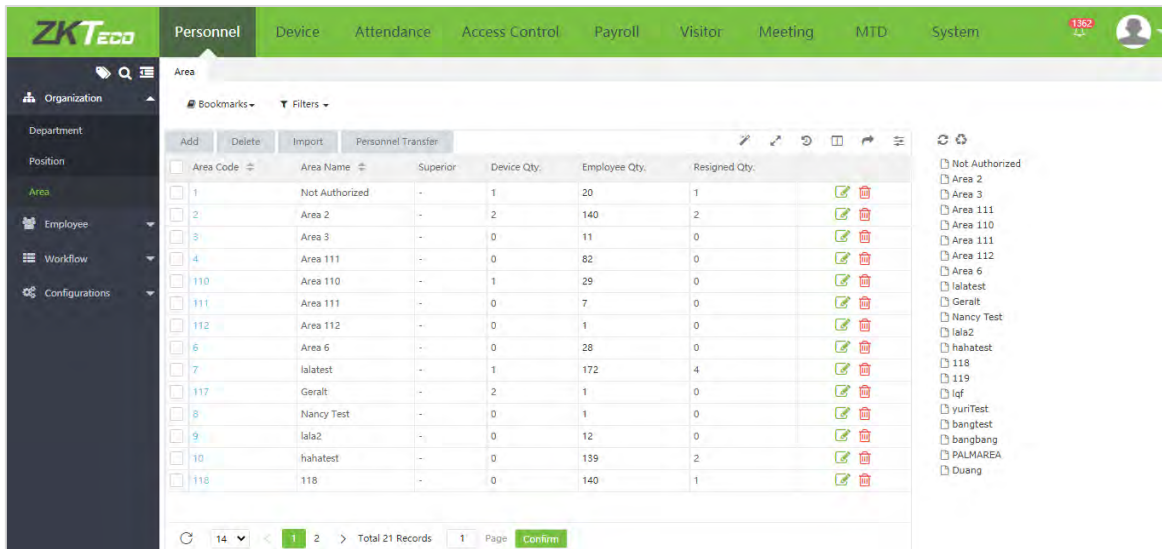 ZKTeco Personnel Device Attendance Access Control Payroll Visitor Meeting MTD System 1362
Area
Organization
Department
Position
Area
Employee
Workflow
Configurations
Bookmarks Filters
Add Delete Import Personnel Transfer
Area Code Area Name Superior Device Qty. Employee Qty. Resigned Qty.
1 Not Authorized - 1 20 1
2 Area 2 - 2 140 2
3 Area 3 - 0 11 0
4 Area 111 - 0 82 0
110 Area 110 - 1 29 0
111 Area 111 - 0 7 0
112 Area 112 - 0 1 0
6 Area 6 - 0 28 0
7 lalatest - 1 172 4
117 Geralt - 2 1 0
8 Nancy Test - 0 1 0
9 lala2 - 0 12 0
10 hahatest - 0 139 2
118 118 - 0 140 1
14 < 1 2 > Total 21 Records 1 Page Confirm
Not Authorized
Area 2
Area 3
Area 111
Area 110
Area 111
Area 112
Area 6
lalatest
Geralt
Nancy Test
lala2
hahatest
118
119
lqf
yuriTest
bangtest
bangbang
PALMAREA
Duang